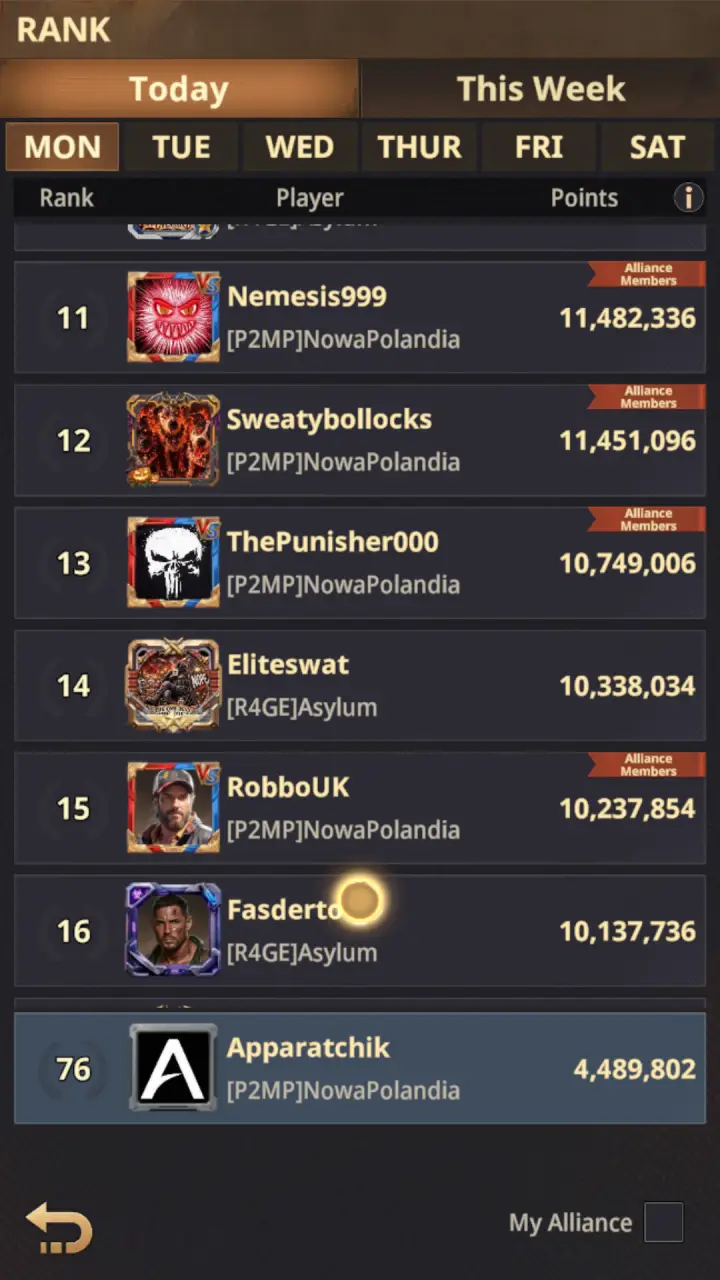 RANK
Today
This Week
MON
TUE
WED
THUR
FRI
SAT
Rank
Player
Points
Alliance
Members
11
Nemesis999
[P2MP]NowaPolandia
11,482,336
Alliance
Members
12
Sweatybollocks
[P2MP]NowaPolandia
11,451,096
Alliance
Members
13
ThePunisher000
[P2MP]NowaPolandia
10,749,006
14
Eliteswat
[R4GE]Asylum
10,338,034
Alliance
Members
15
RobboUK
[P2MP]NowaPolandia
10,237,854
16
Fasderto
[R4GE]Asylum
10,137,736
76
Apparatchik
[P2MP]NowaPolandia
4,489,802
My Alliance